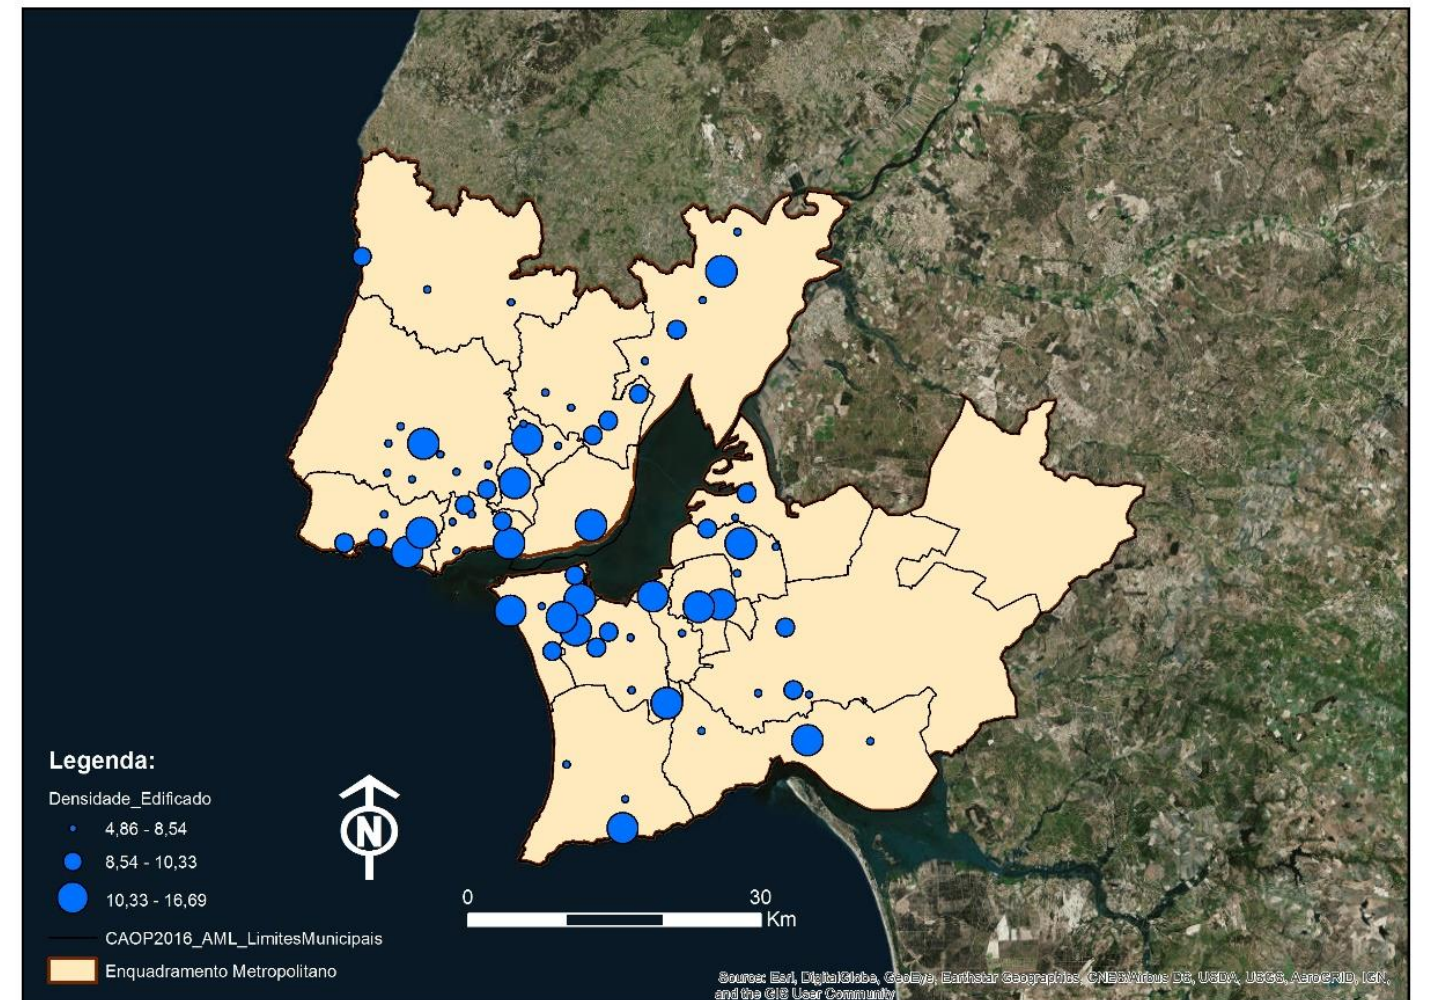 Legenda:
Densidade_Edificado
4,86 - 8,54
8,54 - 10,33
10,33 - 16,69
CAOP2016_AML_LimitesMunicipais
Enquadramento Metropolitano
N
0 30
Km
Source: Esri, DigitalGlobe, GeoEye, Earthstar Geographics, CNES/Airbus DS, USDA, USGS, AeroGRID, IGN,
and the GIS User Community